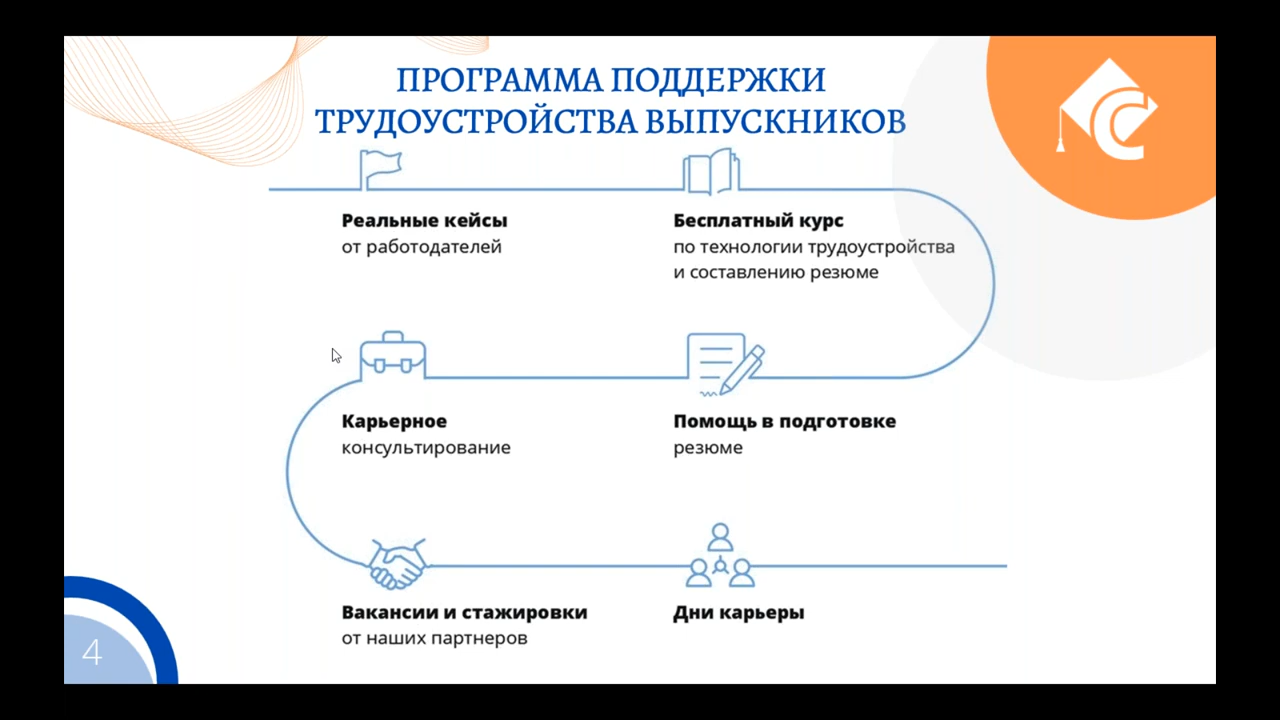 ПРОГРАММА ПОДДЕРЖКИ
ТРУДОУСТРОЙСТВА ВЫПУСКНИКОВ
С
Реальные кейсы
от работодателей
Бесплатный курс
по технологии трудоустройства
и составлению резюме
Карьерное
консультирование
Помощь в подготовке
резюме
Вакансии и стажировки
от наших партнеров
Дни карьеры
4